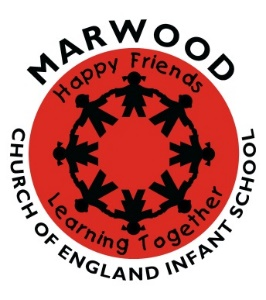 MARWOOD
Happy Friends
Learning Together
CHURCH OF ENGLAND INFANT SCHOOL